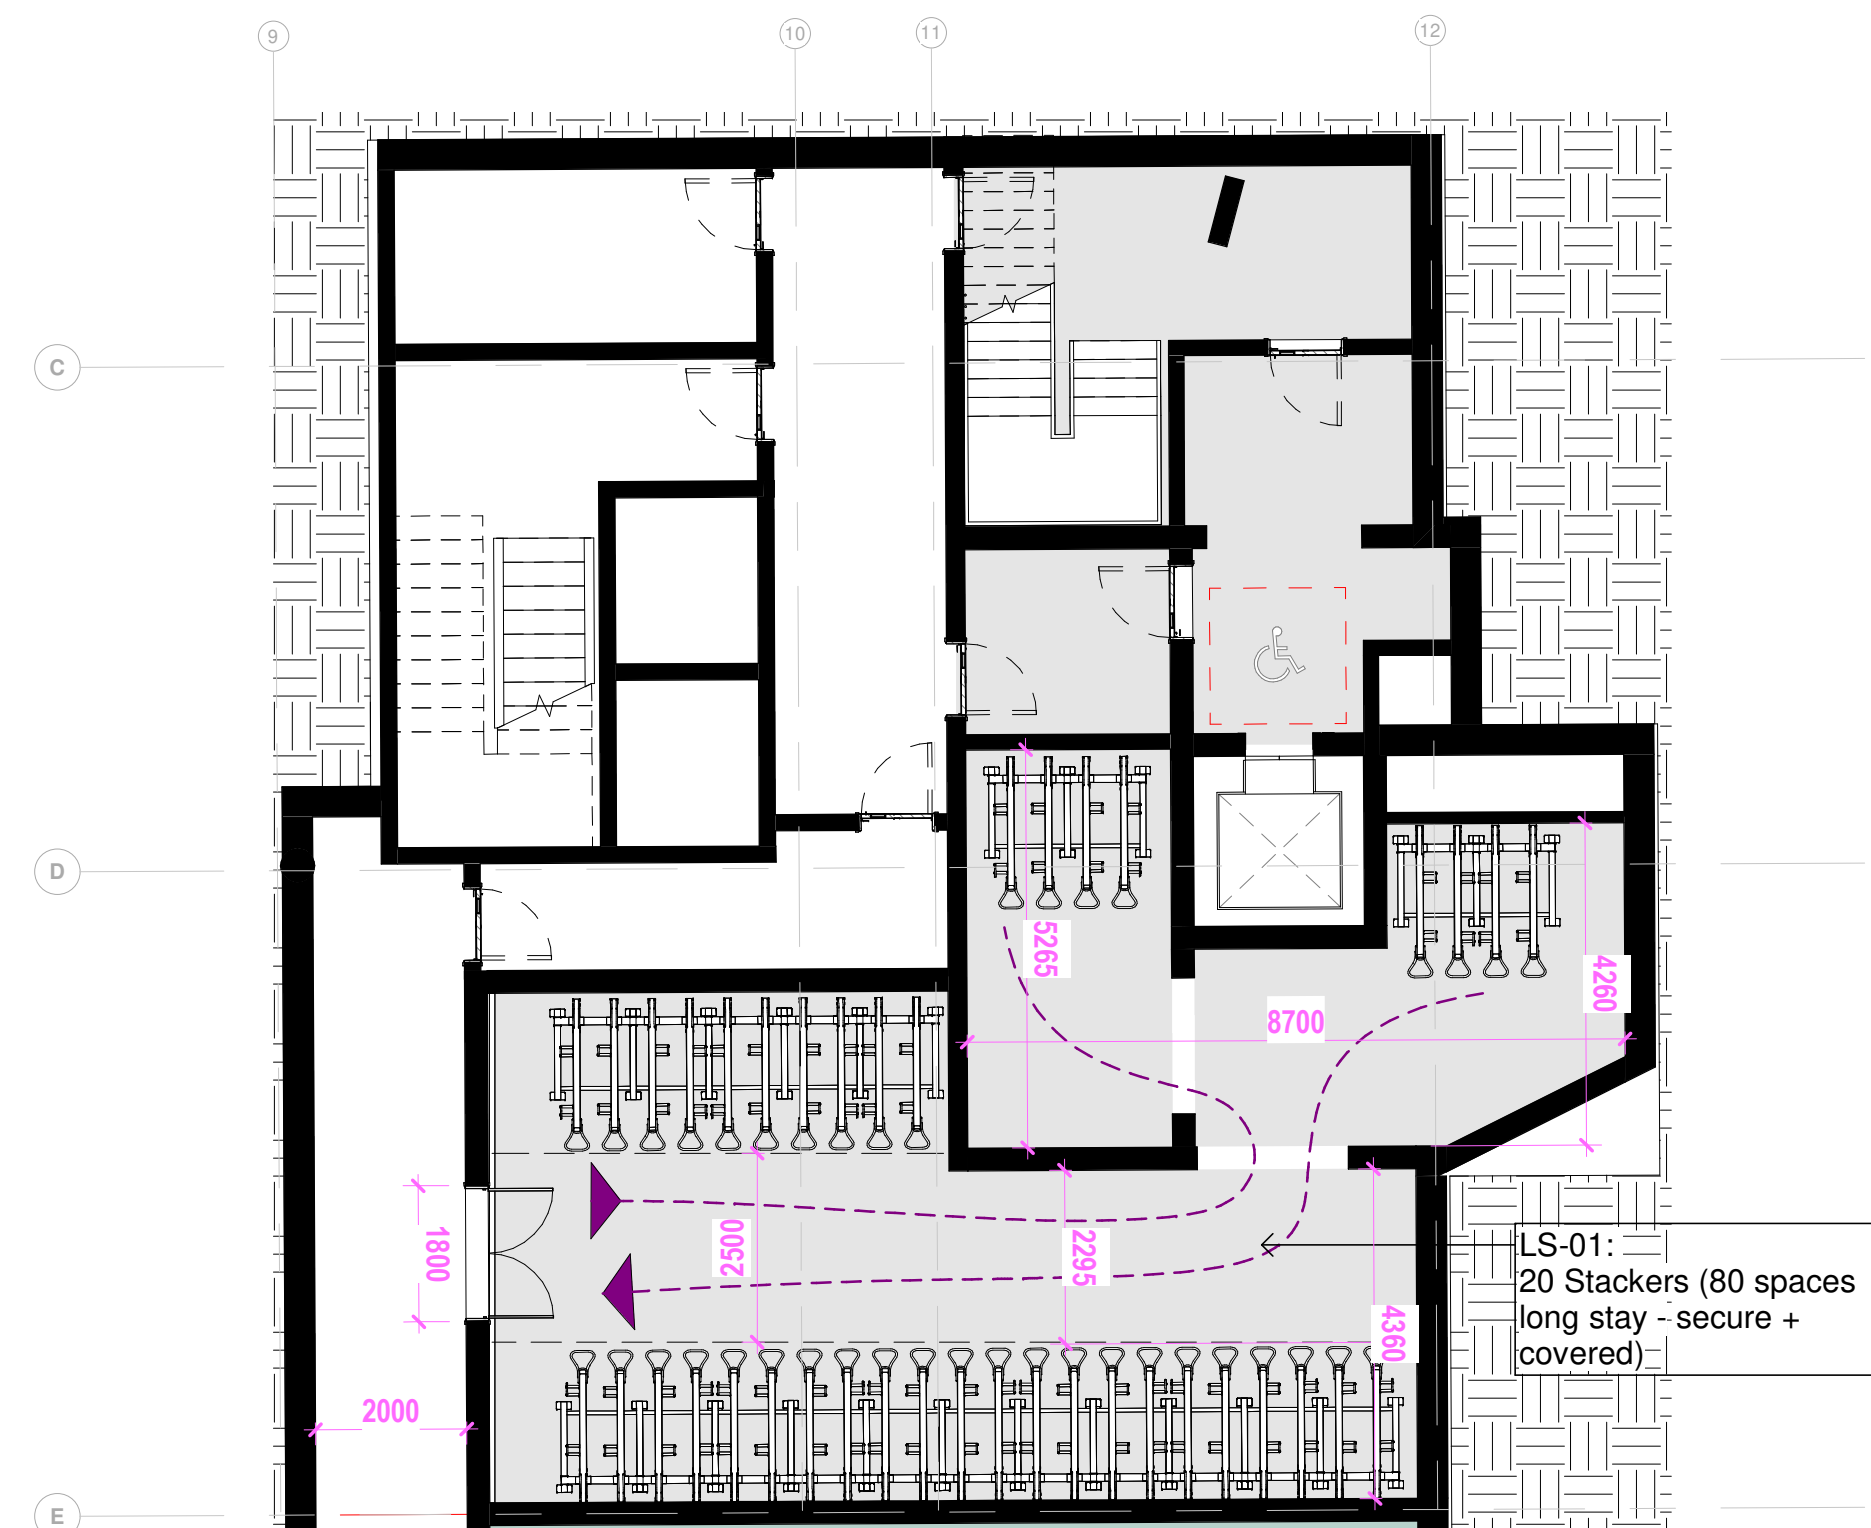 9
10
11
12
C
D
5265
4260
8700
1800
2500
2295
LS-01:
20 Stackers (80 spaces
long stay - secure +
covered)
4360
2000
E